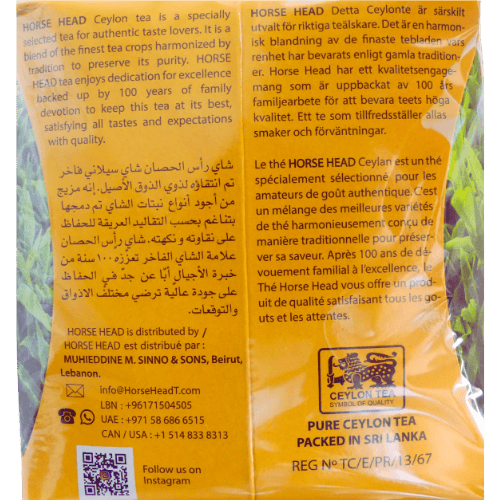 HORSE HEAD Ceylon tea is a specially
selected tea for authentic taste lovers. It is a
blend of the finest tea crops harmonized by
tradition to preserve its purity. HORSE
HEAD tea enjoys dedication for excellence
backed up by 100 years of family
devotion to keep this tea at its best,
satisfying all tastes and expectations
with quality.
شاي رأس الحصان شاي سيلاني فاخر
تم انتقاؤه لذوي الذوق الأصيل. إنه مزيج
من أجود أنواع نبتات الشاي تم دمجها
بتناغم بحسب التقاليد العريقة للحفاظ
على نقاوته و نكهته. شاي رأس الحصان
علامة الشاي الفاخر تعززه ١٠٠ سنة من
خبرة الأجيال أبًا عن جدّ في الحفاظ
على جودة عالية ترضي مختلف الاذواق
والتوقعات.
HORSE HEAD is distributed by /
HORSE HEAD est distribué par :
MUHIEDDINE M. SINNO & SONS, Beirut,
Lebanon.
info@HorseHeadT.com
LBN : +96171504505
UAE : +971 58 686 6515
CAN / USA : +1 514 833 8313
Follow us on
Instagram
HORSE HEAD Detta Ceylonte är särskilt
utvalt för riktiga teälskare. Det är en harmon-
isk blandning av de finaste tebladen vars
renhet har bevarats enligt gamla tradition-
er. Horse Head har ett kvalitetsengage-
mang som är uppbackat av 100 års
familjearbete för att bevara teets höga
kvalitet. Ett te som tillfredsställer allas
smaker och förväntningar.
Le thé HORSE HEAD Ceylan est un thé
spécialement sélectionné pour les
amateurs de goût authentique. C'est
un mélange des meilleures variétés
de thé harmonieusement conçu de
manière traditionnelle pour préser-
ver sa saveur. Après 100 ans de dé-
vouement familial à l'excellence, le
Thé Horse Head vous offre un prod-
uit de qualité satisfaisant tous les go-
uts et les attentes.
CEYLON TEA
SYMBOL OF QUALITY
PURE CEYLON TEA
PACKED IN SRI LANKA
REG Nº TC/E/PR/13/67